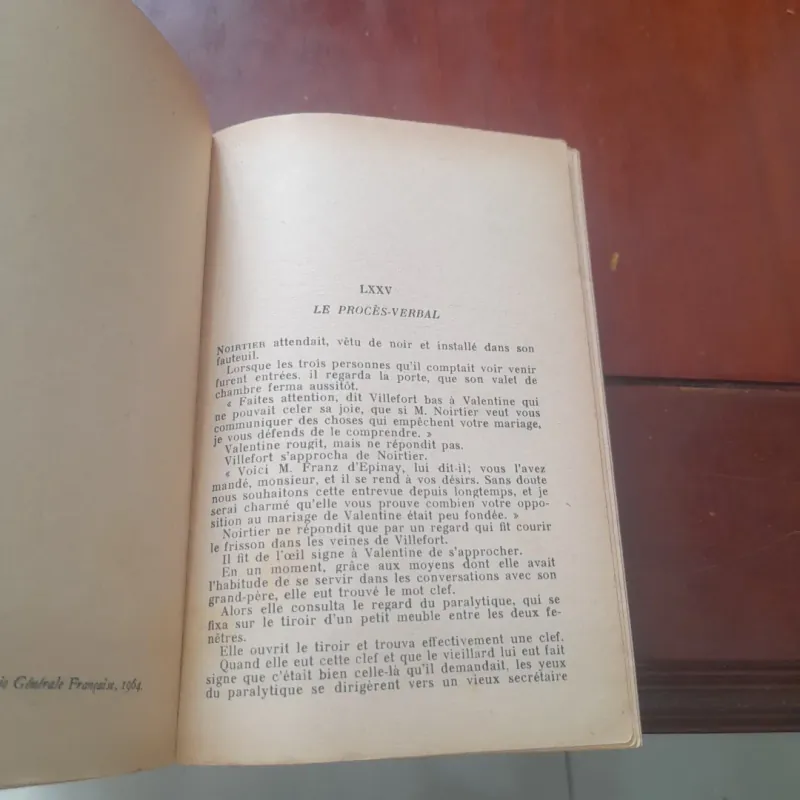 Générale Française, 1964.
LXXV
LE PROCÈS-VERBAL
NOIRTIER attendait, vêtu de noir et installé dans son
fauteuil.
Lorsque les trois personnes qu'il comptait voir venir
furent entrées, il regarda la porte, que son valet de
chambre ferma aussitôt.
« Faites attention, dit Villefort bas à Valentine qui
ne pouvait celer sa joie, que si M. Noirtier veut vous
communiquer des choses qui empêchent votre mariage,
je vous défends de le comprendre. »
Valentine rougit, mais ne répondit pas.
Villefort s'approcha de Noirtier.
« Voici M. Franz d'Epinay, lui dit-il; vous l'avez
mandé, monsieur, et il se rend à vos désirs. Sans doute
nous souhaitons cette entrevue depuis longtemps, et je
serai charmé qu'elle vous prouve combien votre oppo-
sition au mariage de Valentine était peu fondée. »
Noirtier ne répondit que par un regard qui fit courir
le frisson dans les veines de Villefort.
Il fit de l'œil signe à Valentine de s'approcher.
En un moment, grâce aux moyens dont elle avait
l'habitude de se servir dans les conversations avec son
grand-père, elle eut trouvé le mot clef.
Alors elle consulta le regard du paralytique, qui se
fixa sur le tiroir d'un petit meuble entre les deux fe-
nêtres.
Elle ouvrit le tiroir et trouva effectivement une clef.
Quand elle eut cette clef et que le vieillard lui eut fait
signe que c'était bien celle-là qu'il demandait, les yeux
du paralytique se dirigèrent vers un vieux secrétaire